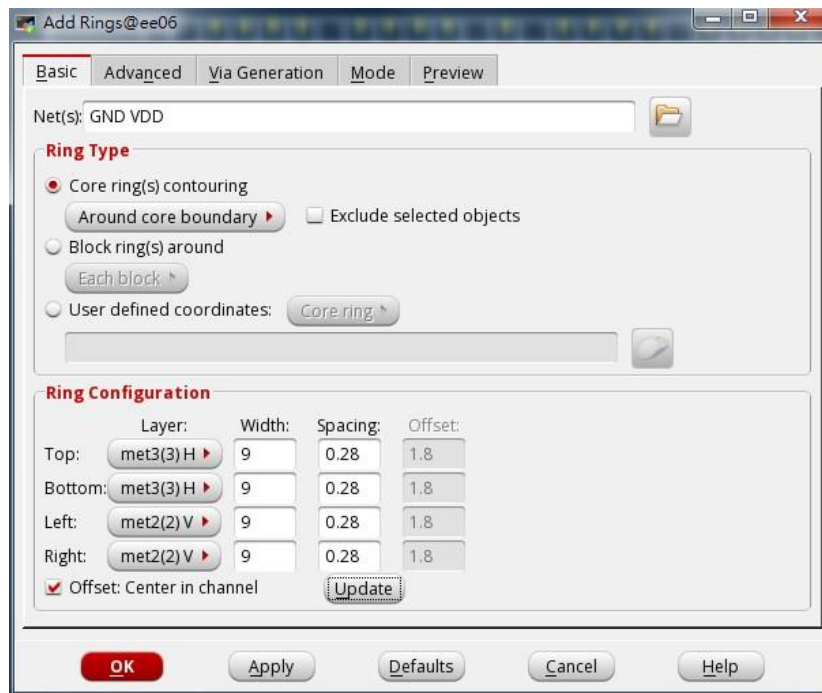 Add Rings@ee06
Basic Advanced Via Generation Mode Preview
Net(s): GND VDD
Ring Type
Core ring(s) contouring
Around core boundary Exclude selected objects
Block ring(s) around
Each block
User defined coordinates: Core ring
Ring Configuration
Layer: Width: Spacing: Offset:
Top: met3(3) H 9 0.28 1.8
Bottom: met3(3) H 9 0.28 1.8
Left: met2(2) V 9 0.28 1.8
Right: met2(2) V 9 0.28 1.8
Offset: Center in channel Update
OK Apply Defaults Cancel Help